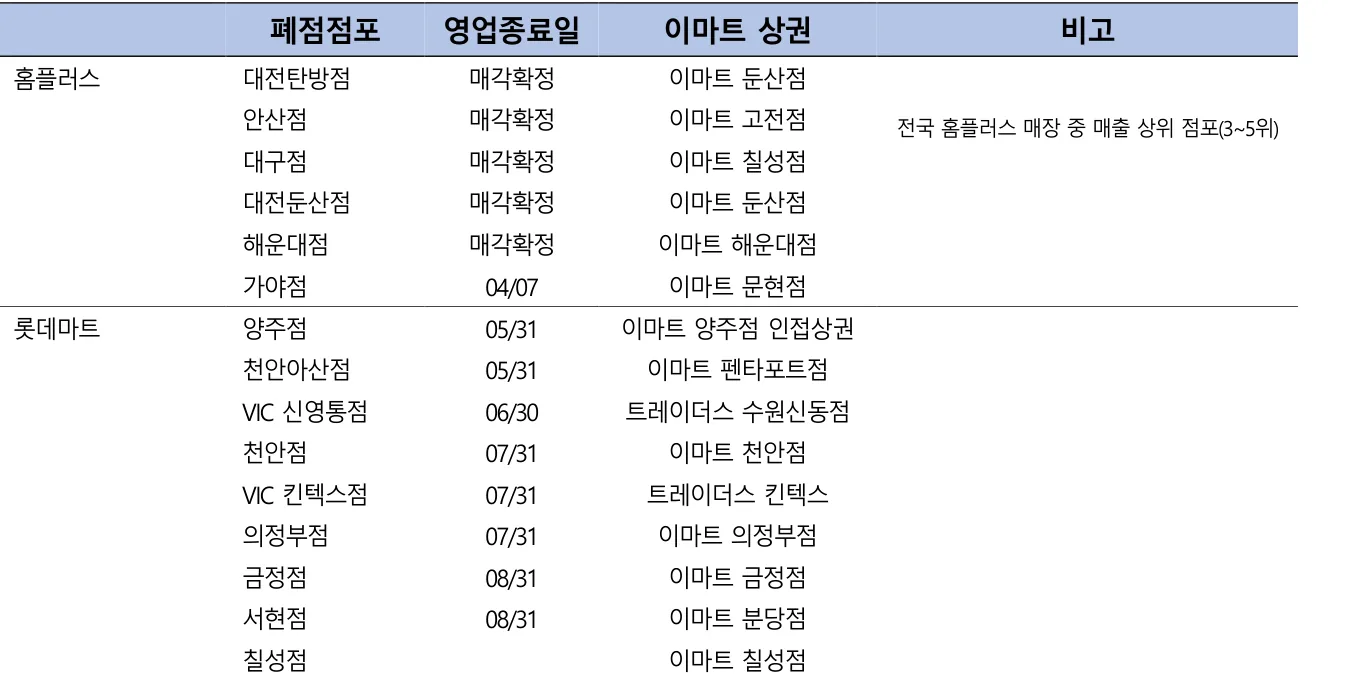 폐점점포 영업종료일 이마트 상권 비고
홈플러스 대전탄방점 매각확정 이마트 둔산점
안산점 매각확정 이마트 고전점 전국 홈플러스 매장 중 매출 상위 점포(3~5위)
대구점 매각확정 이마트 칠성점
대전둔산점 매각확정 이마트 둔산점
해운대점 매각확정 이마트 해운대점
가야점 04/07 이마트 문현점
롯데마트 양주점 05/31 이마트 양주점 인접상권
천안아산점 05/31 이마트 펜타포트점
VIC 신영통점 06/30 트레이더스 수원신동점
천안점 07/31 이마트 천안점
VIC 킨텍스점 07/31 트레이더스 킨텍스
의정부점 07/31 이마트 의정부점
금정점 08/31 이마트 금정점
서현점 08/31 이마트 분당점
칠성점 이마트 칠성점